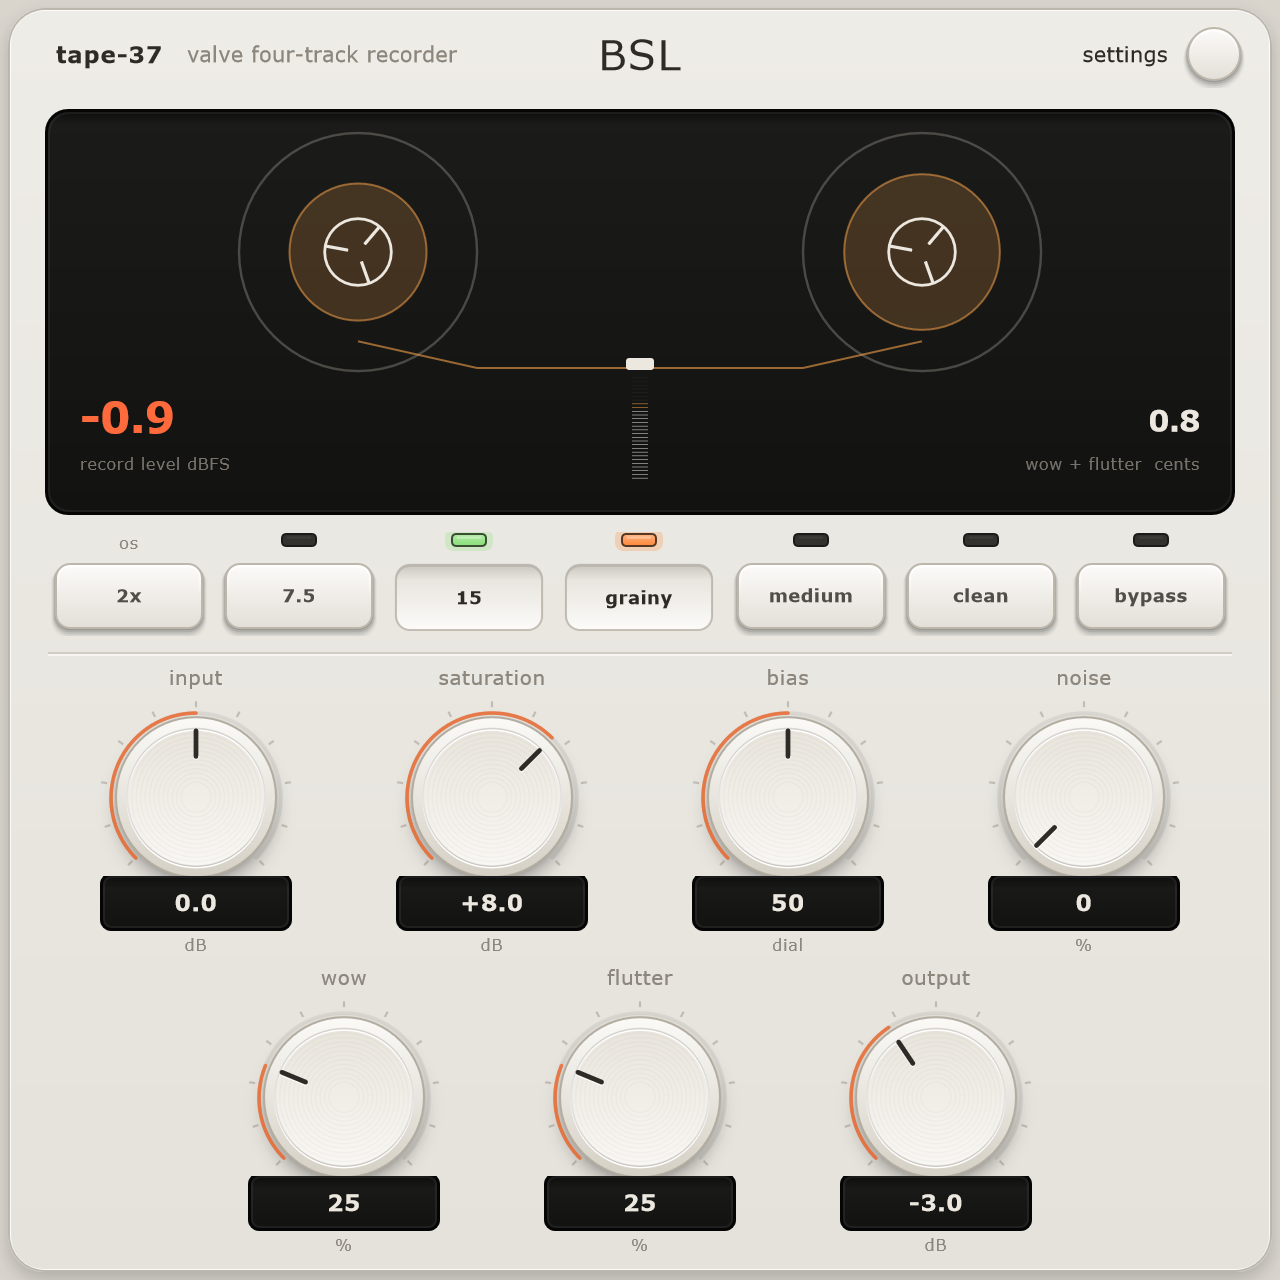 tape-37 valve four-track recorder BSL settings
-0.9 0.8
record level dBFS wow + flutter cents
os
2x 7.5 15 grainy medium clean bypass
input saturation bias noise
0.0 +8.0 50 0
dB dB dial %
wow flutter output
25 25 -3.0
% % dB